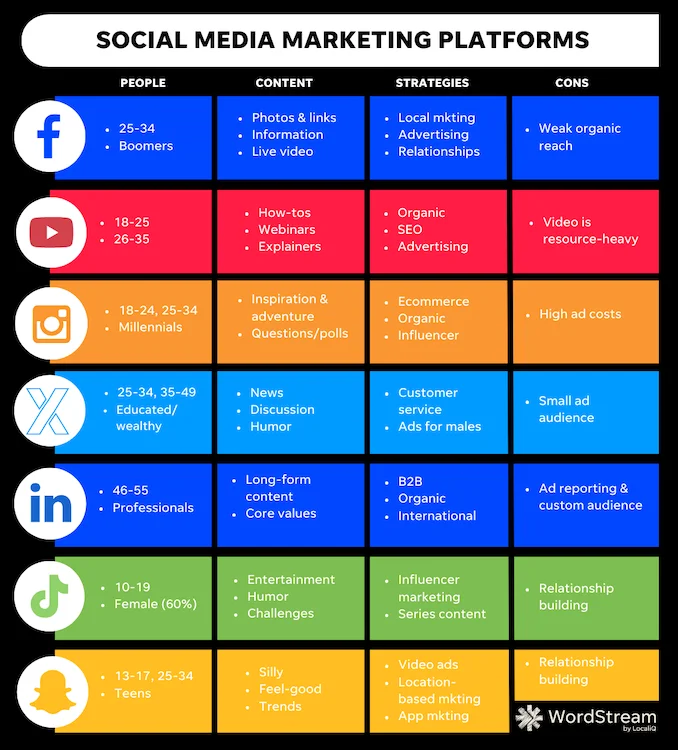 SOCIAL MEDIA MARKETING PLATFORMS
PEOPLE
CONTENT
STRATEGIES
CONS
• 25-34
• Boomers
• Photos & links
• Information
• Live video
• Local mkting
• Advertising
• Relationships
• Weak organic
reach
• 18-25
• 26-35
• How-tos
• Webinars
• Explainers
• Organic
• SEO
• Advertising
• Video is
resource-heavy
• 18-24, 25-34
• Millennials
• Inspiration &
adventure
• Questions/polls
• Ecommerce
• Organic
• Influencer
• High ad costs
• 25-34, 35-49
• Educated/
wealthy
• News
• Discussion
• Humor
• Customer
service
• Ads for males
• Small ad
audience
in
• 46-55
• Professionals
• Long-form
content
• Core values
• B2B
• Organic
• International
• Ad reporting &
custom audience
• 10-19
• Female (60%)
• Entertainment
• Humor
• Challenges
• Influencer
marketing
• Series content
• Relationship
building
• 13-17, 25-34
• Teens
• Silly
• Feel-good
• Trends
• Video ads
• Location-
based mkting
• App mkting
• Relationship
building
WordStream
by LocaliQ